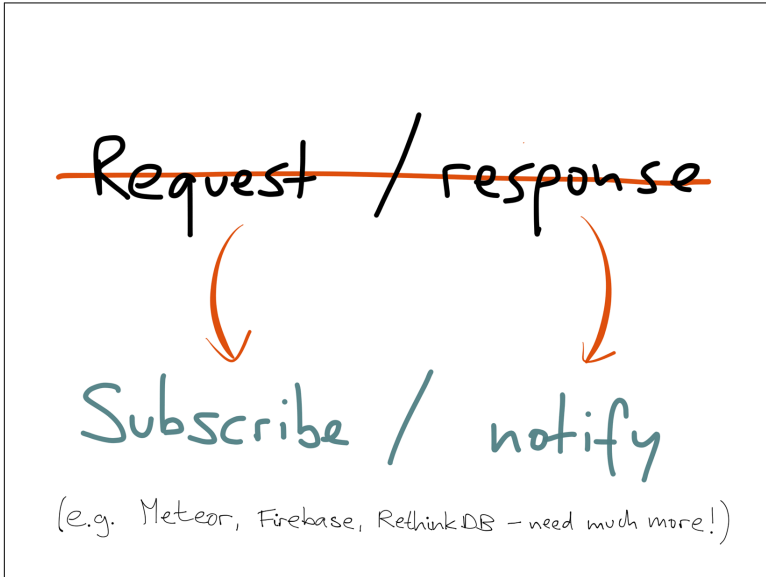 Request / response
Subscribe / notify
(e.g. Meteor, Firebase, RethinkDB – need much more!)